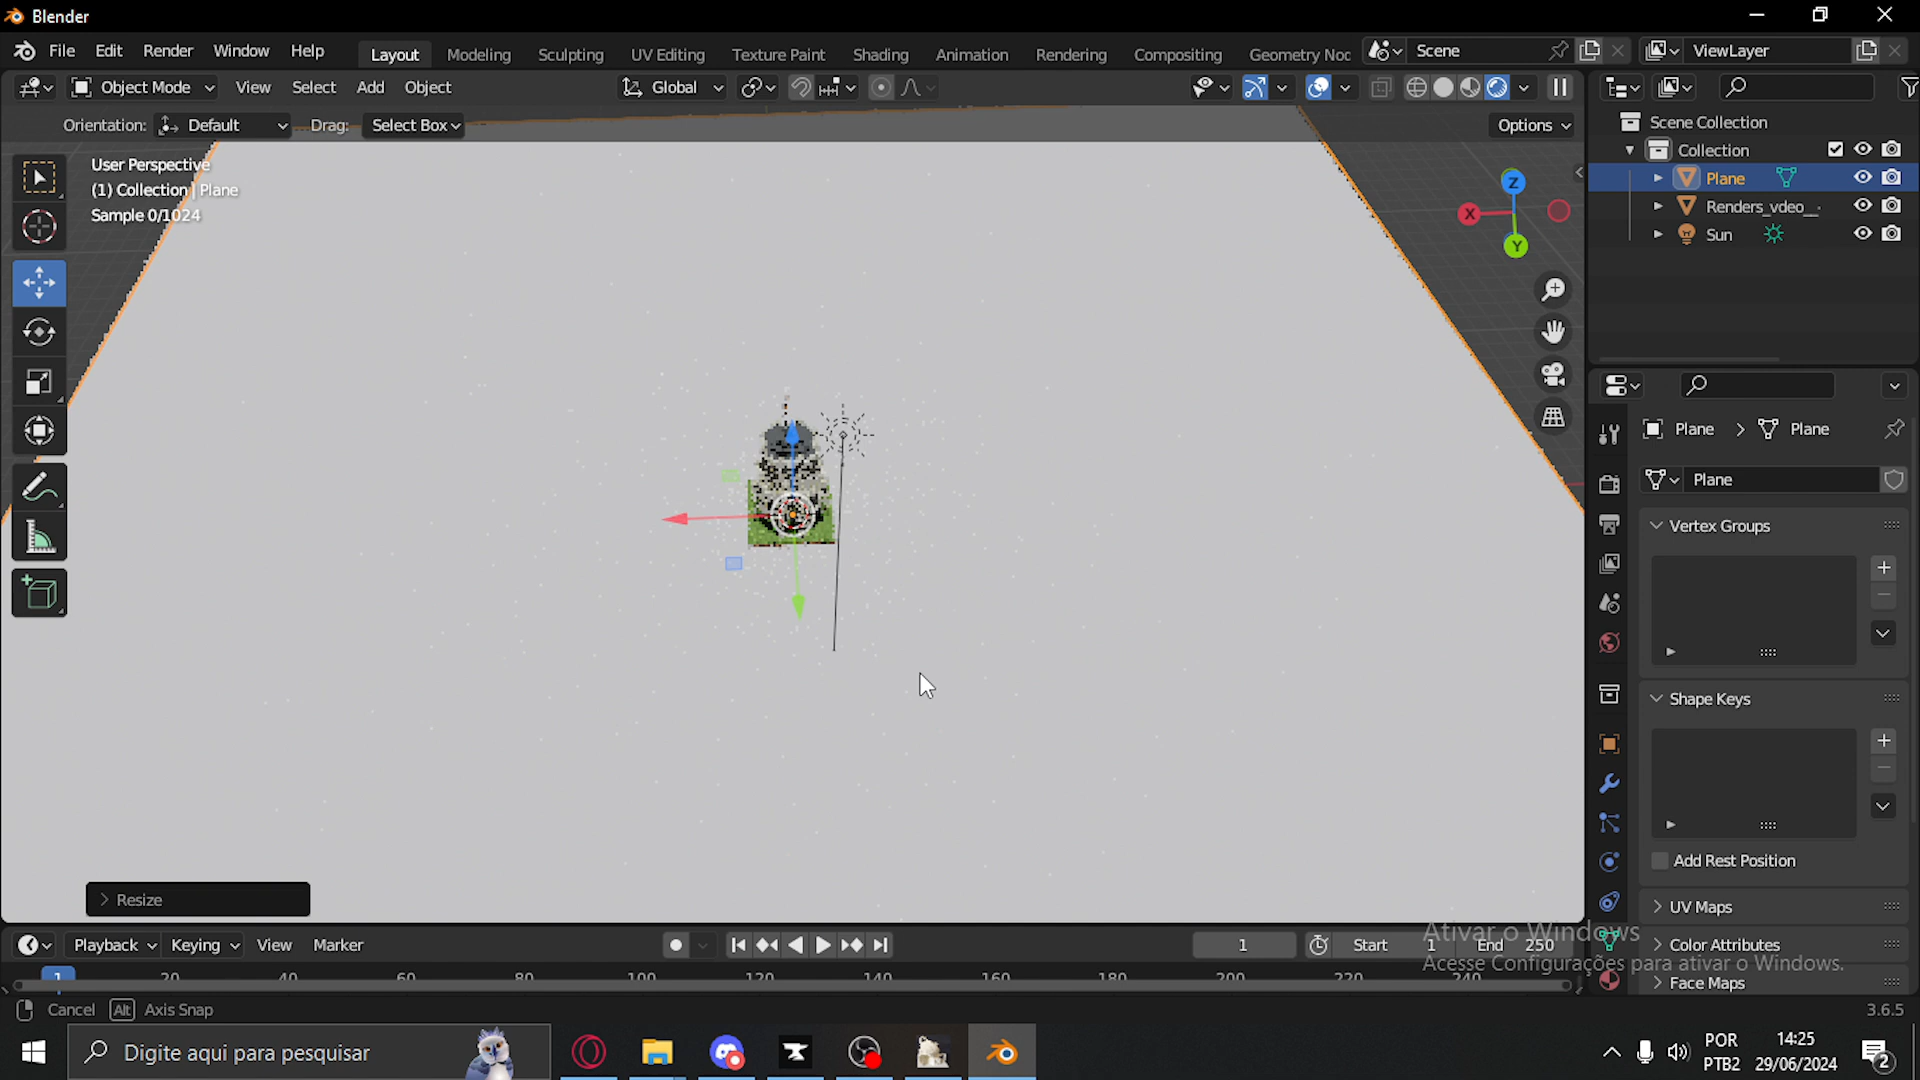 Blender
File Edit Render Window Help
Layout Modeling Sculpting UV Editing Texture Paint Shading Animation Rendering Compositing Geometry Noc
Scene
ViewLayer
Object Mode View Select Add Object
Global
Orientation: Default Drag: Select Box
Options
User Perspective
(1) Collection | Plane
Sample 0/1024
X
Y
Z
Scene Collection
Collection
Plane
Renders_vdeo__
Sun
Plane > Plane
Plane
Vertex Groups
Shape Keys
Add Rest Position
UV Maps
Color Attributes
Face Maps
Resize
Playback Keying View Marker
1
Start 1
End 250
1 20 40 60 80 100 120 140 160 180 200 220 240
Ativar o Windows
Acesse Configurações para ativar o Windows.
Cancel Alt Axis Snap
3.6.5
Digite aqui para pesquisar
POR
PTB2
14:25
29/06/2024
2